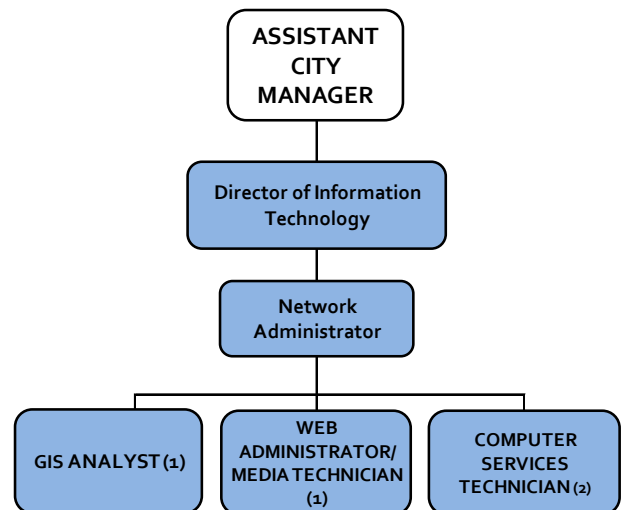 ASSISTANT
CITY
MANAGER
Director of Information
Technology
Network
Administrator
GIS ANALYST (1)
WEB
ADMINISTRATOR/
MEDIA TECHNICIAN
(1)
COMPUTER
SERVICES
TECHNICIAN (2)